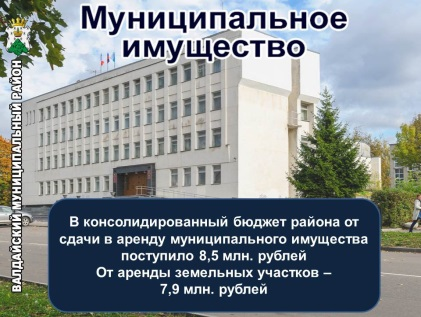 Муниципальное
имущество
ВАЛДАЙСКИЙ МУНИЦИПАЛЬНЫЙ РАЙОН
В консолидированный бюджет района от
сдачи в аренду муниципального имущества
поступило 8,5 млн. рублей
От аренды земельных участков –
7,9 млн. рублей